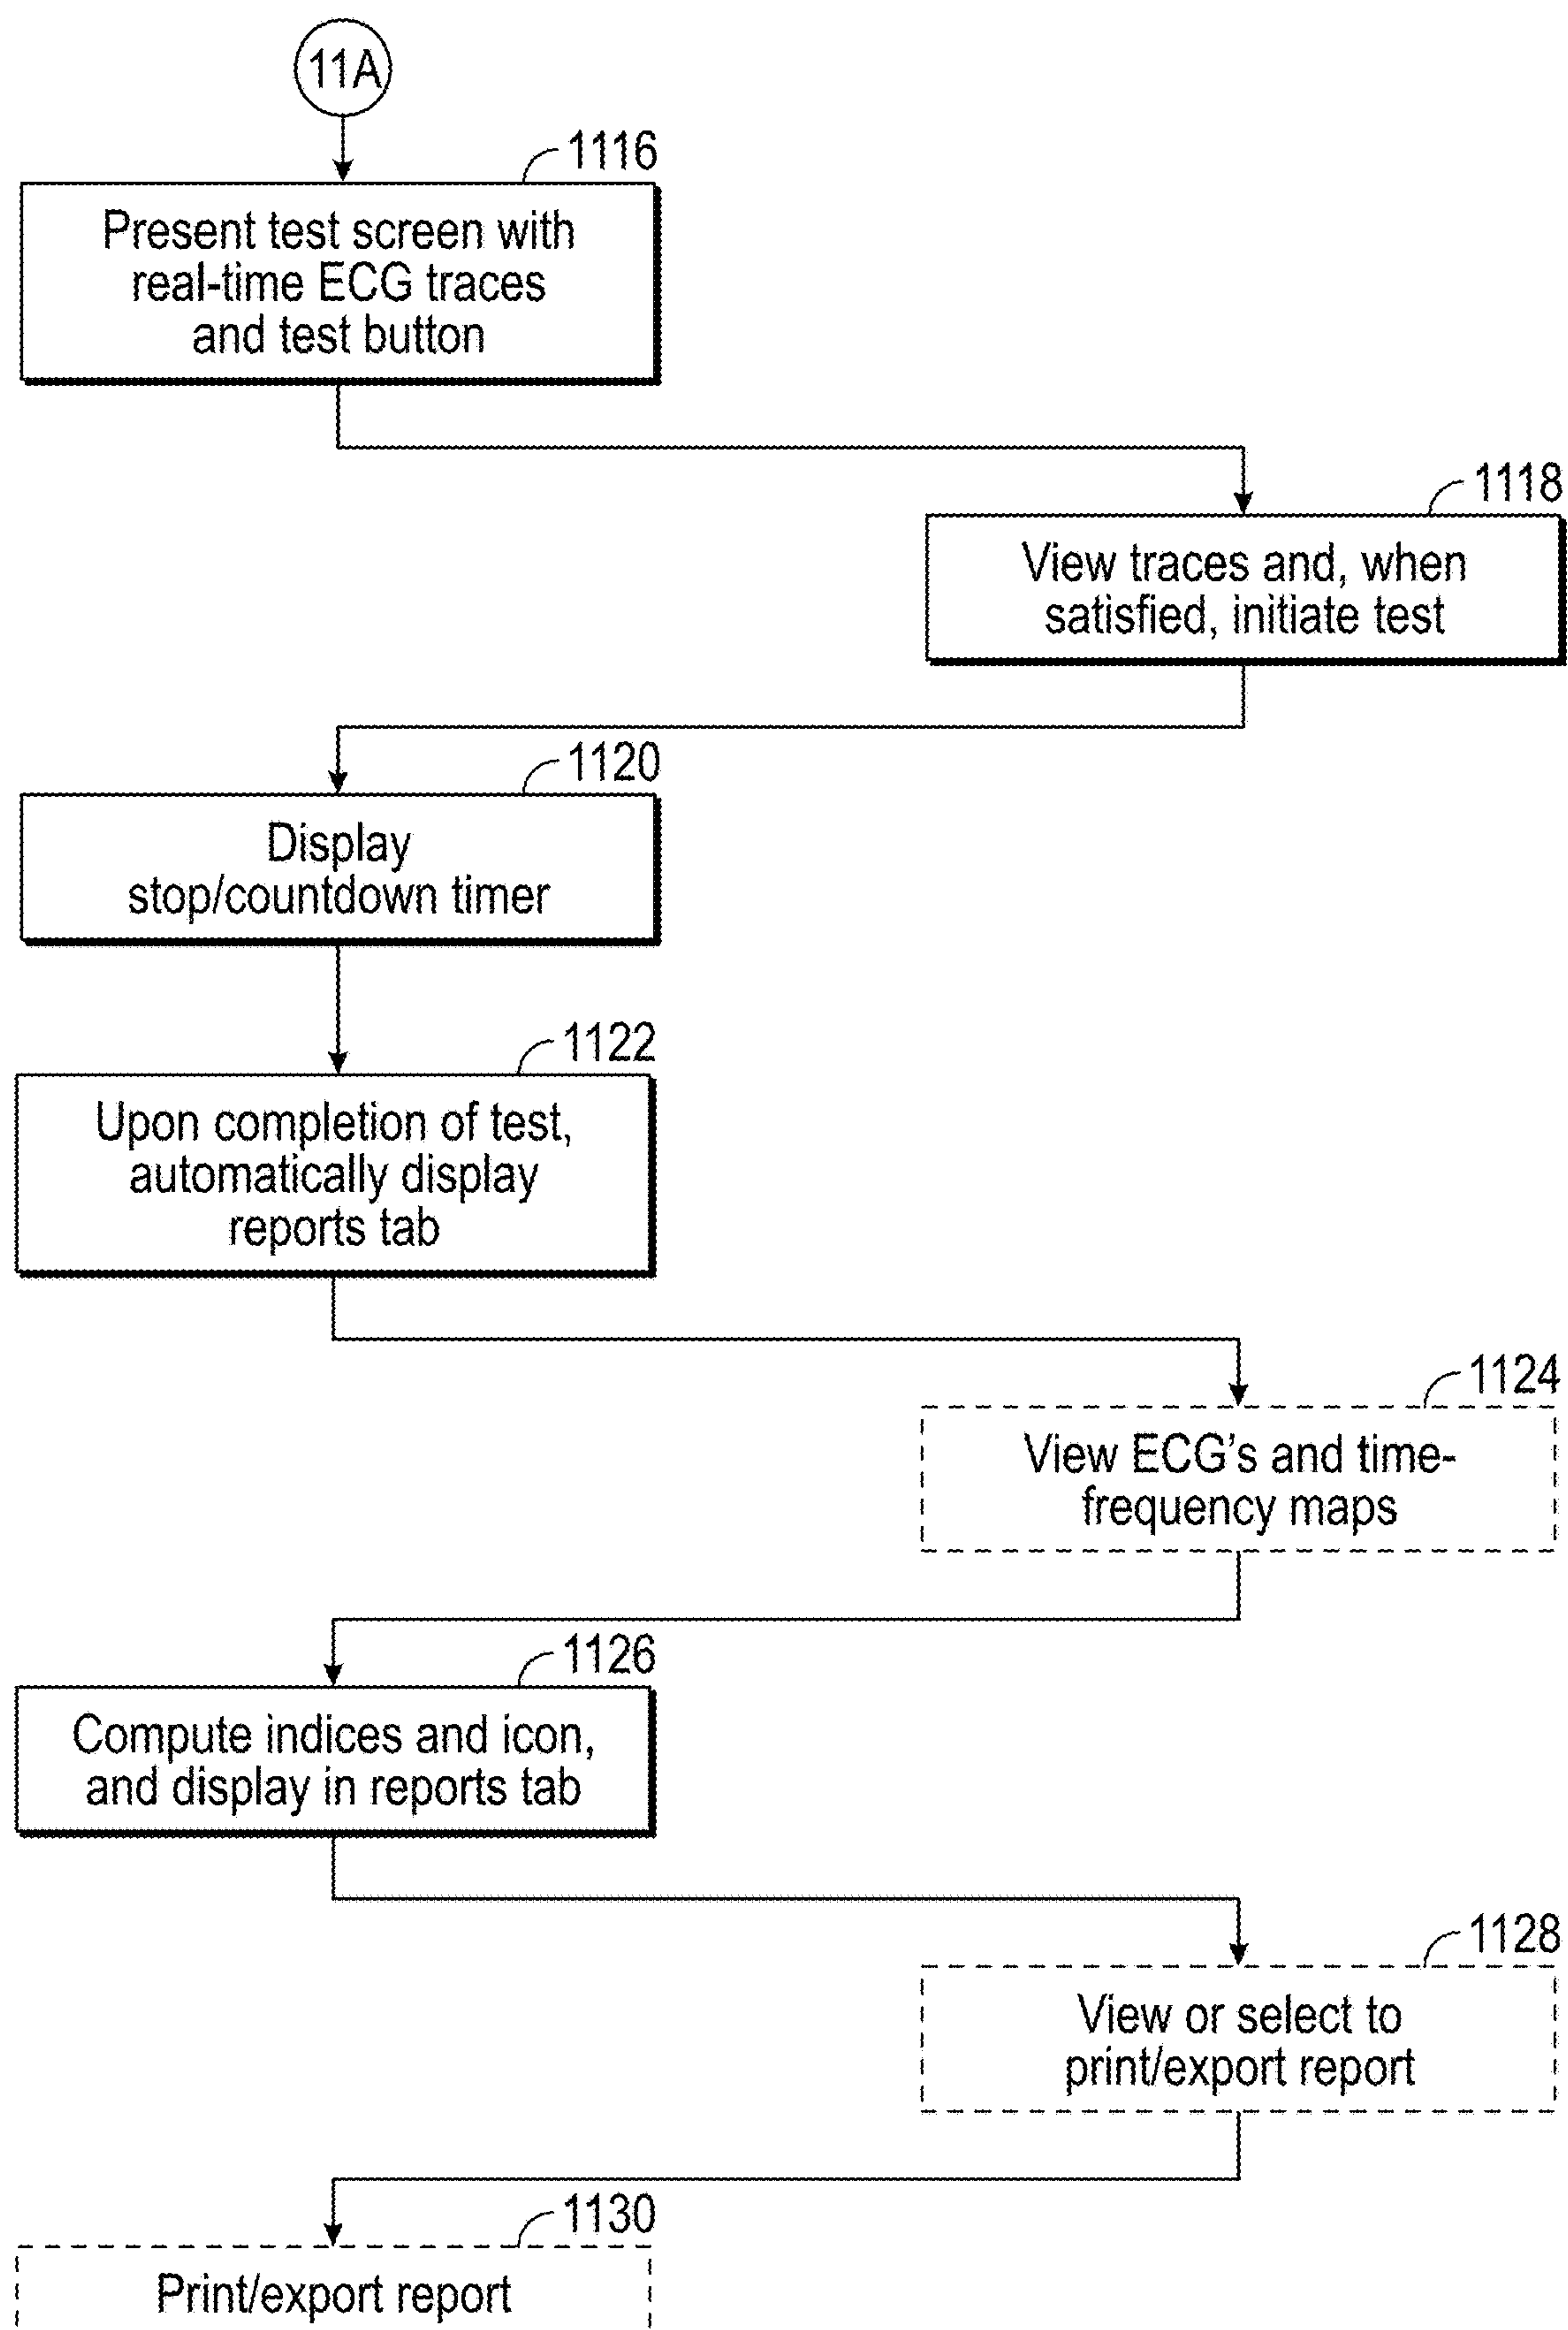 11A
1116
Present test screen with
real-time ECG traces
and test button
1118
View traces and, when
satisfied, initiate test
1120
Display
stop/countdown timer
1122
Upon completion of test,
automatically display
reports tab
1124
View ECG's and time-
frequency maps
1126
Compute indices and icon,
and display in reports tab
1128
View or select to
print/export report
1130
Print/export report